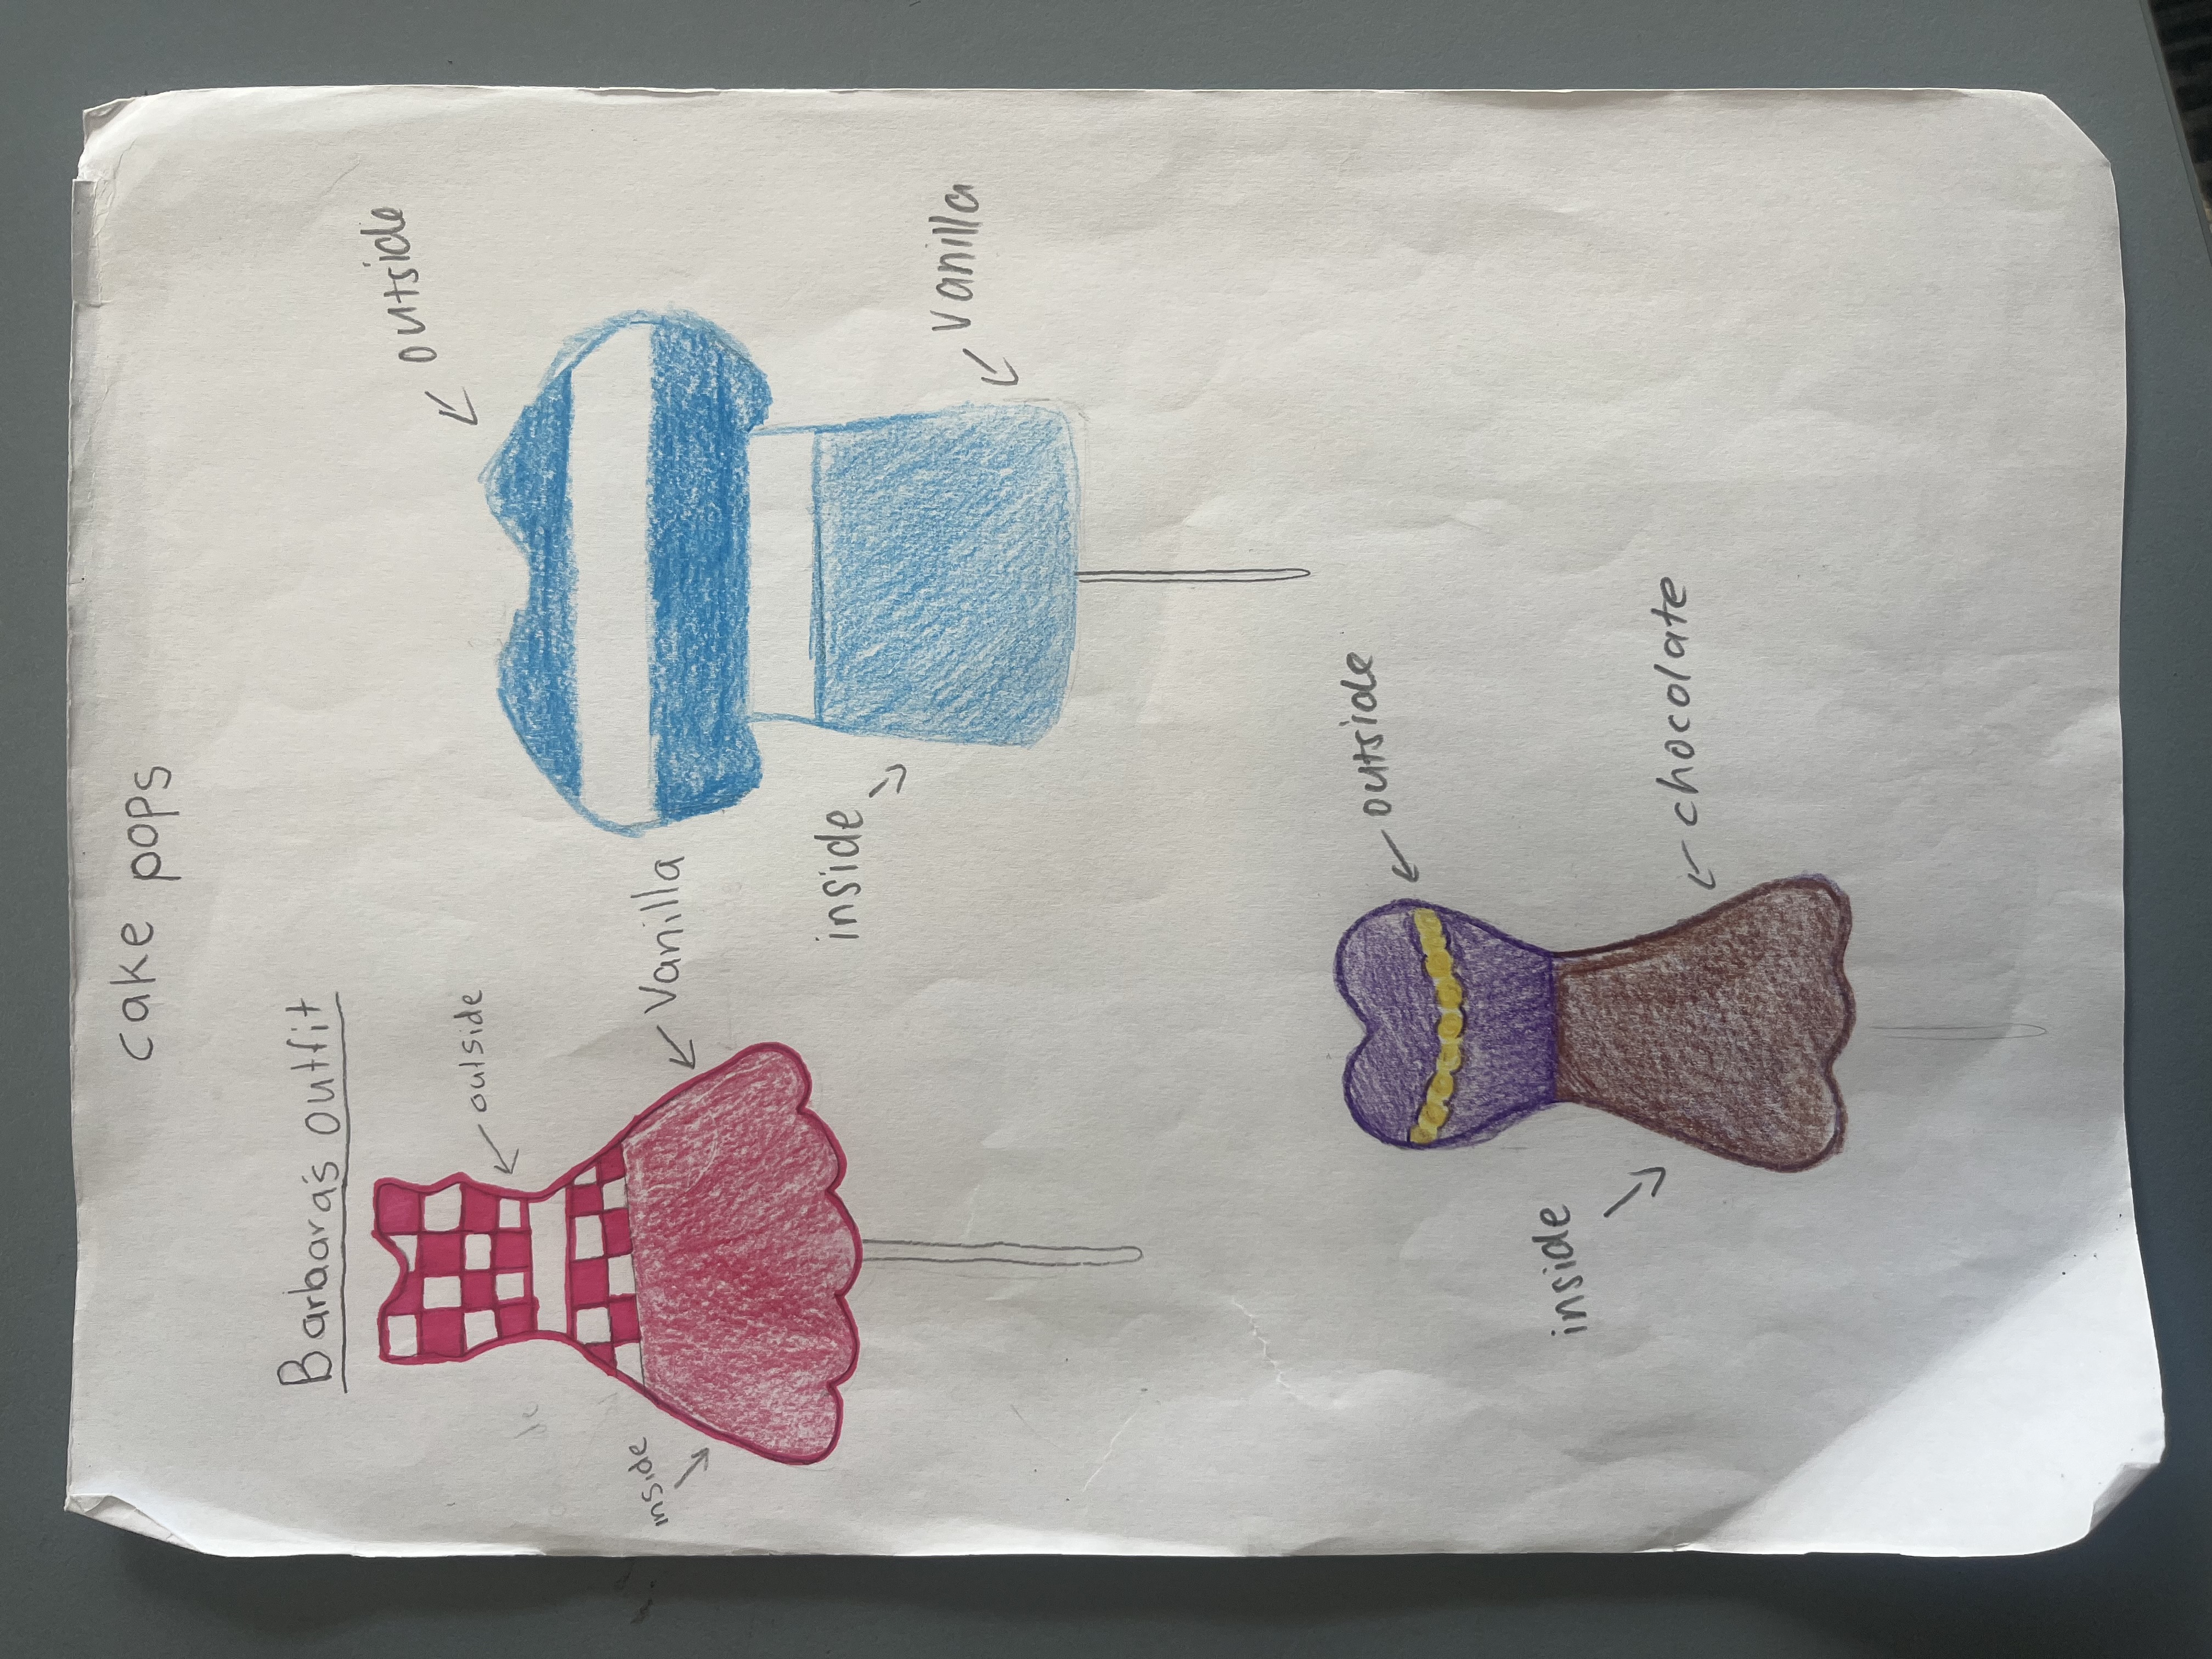 cake pops
Barbara's outfit
outside
outside
inside
Vanilla
inside
Vanilla
outside
inside
chocolate